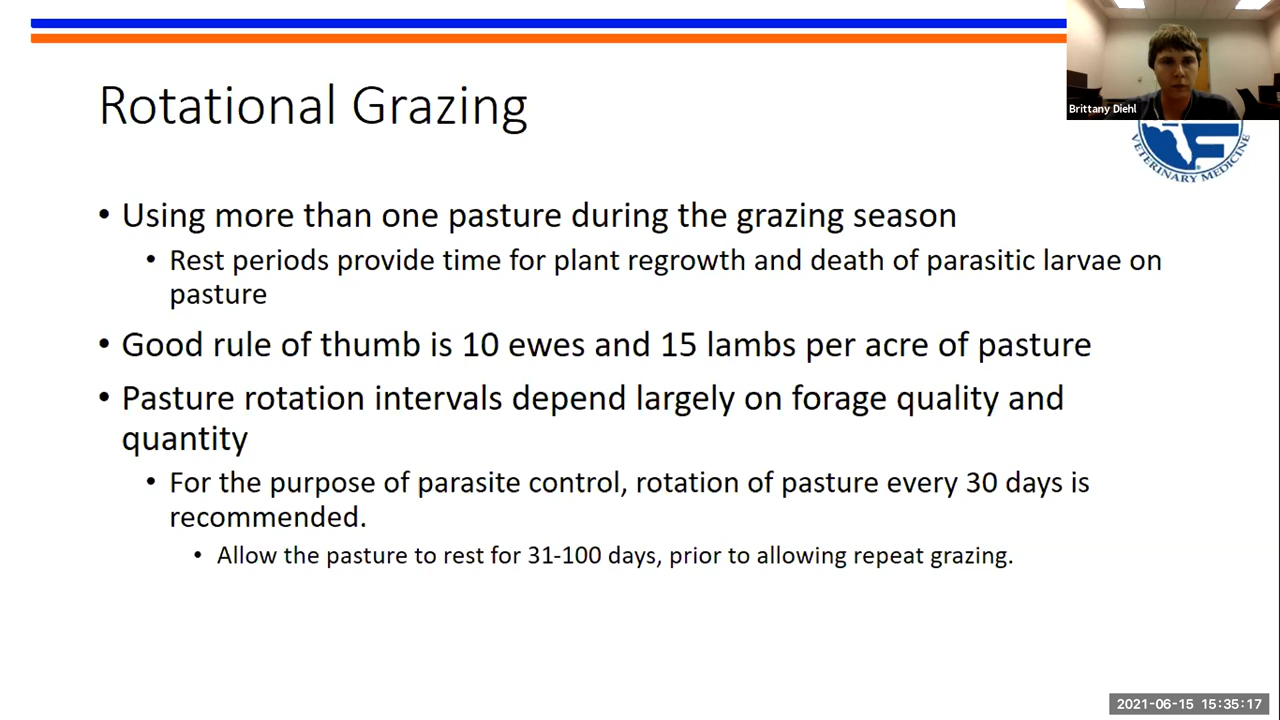 Brittany Diehl
Rotational Grazing
VETERINARY MEDICINE
• Using more than one pasture during the grazing season
• Rest periods provide time for plant regrowth and death of parasitic larvae on
pasture
• Good rule of thumb is 10 ewes and 15 lambs per acre of pasture
• Pasture rotation intervals depend largely on forage quality and
quantity
• For the purpose of parasite control, rotation of pasture every 30 days is
recommended.
• Allow the pasture to rest for 31-100 days, prior to allowing repeat grazing.
2021-06-15 15:35:17